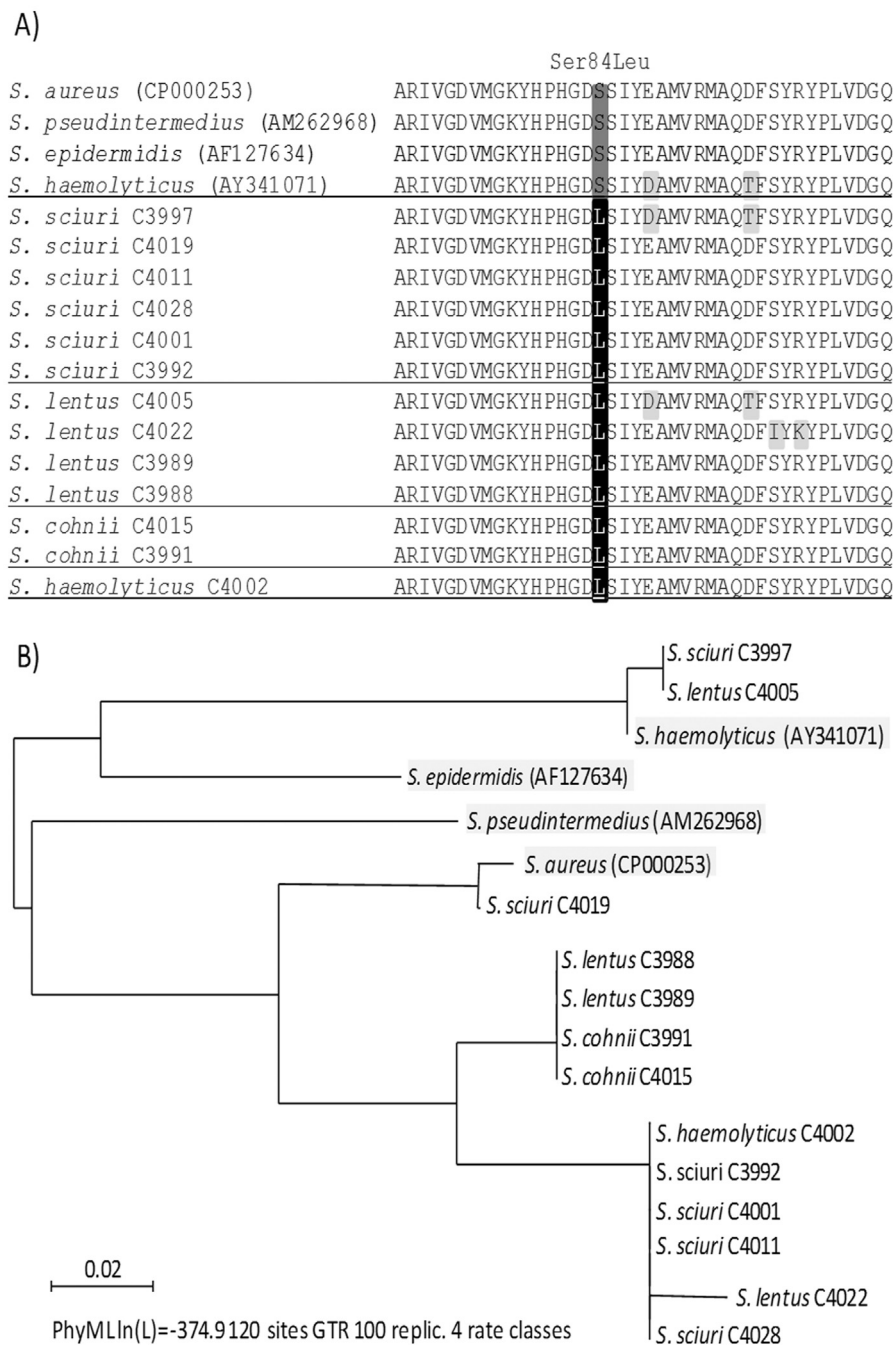 A)
Ser84Leu
S. aureus (CP000253) ARIVGDVMGKYHPHGDSSIYEAMVRMAQDFSYRYPLVDGQ
S. pseudintermedius (AM262968) ARIVGDVMGKYHPHGDSSIYEAMVRMAQDFSYRYPLVDGQ
S. epidermidis (AF127634) ARIVGDVMGKYHPHGDSSIYEAMVRMAQDFSYRYPLVDGQ
S. haemolyticus (AY341071) ARIVGDVMGKYHPHGDSSIYDAMVRMAQTFSYRYPLVDGQ
S. sciuri C3997 ARIVGDVMGKYHPHGDLSIYDAMVRMAQTFSYRYPLVDGQ
S. sciuri C4019 ARIVGDVMGKYHPHGDLSIYEAMVRMAQDFSYRYPLVDGQ
S. sciuri C4011 ARIVGDVMGKYHPHGDLSIYEAMVRMAQDFSYRYPLVDGQ
S. sciuri C4028 ARIVGDVMGKYHPHGDLSIYEAMVRMAQDFSYRYPLVDGQ
S. sciuri C4001 ARIVGDVMGKYHPHGDLSIYEAMVRMAQDFSYRYPLVDGQ
S. sciuri C3992 ARIVGDVMGKYHPHGDLSIYEAMVRMAQDFSYRYPLVDGQ
S. lentus C4005 ARIVGDVMGKYHPHGDLSIYDAMVRMAQTFSYRYPLVDGQ
S. lentus C4022 ARIVGDVMGKYHPHGDLSIYEAMVRMAQDFIYKYPLVDGQ
S. lentus C3989 ARIVGDVMGKYHPHGDLSIYEAMVRMAQDFSYRYPLVDGQ
S. lentus C3988 ARIVGDVMGKYHPHGDLSIYEAMVRMAQDFSYRYPLVDGQ
S. cohnii C4015 ARIVGDVMGKYHPHGDLSIYEAMVRMAQDFSYRYPLVDGQ
S. cohnii C3991 ARIVGDVMGKYHPHGDLSIYEAMVRMAQDFSYRYPLVDGQ
S. haemolyticus C4002 ARIVGDVMGKYHPHGDLSIYEAMVRMAQDFSYRYPLVDGQ
B)
S. sciuri C3997
S. lentus C4005
S. haemolyticus (AY341071)
S. epidermidis (AF127634)
S. pseudintermedius (AM262968)
S. aureus (CP000253)
S. sciuri C4019
S. lentus C3988
S. lentus C3989
S. cohnii C3991
S. cohnii C4015
S. haemolyticus C4002
S. sciuri C3992
S. sciuri C4001
S. sciuri C4011
S. lentus C4022
S. sciuri C4028
0.02
PhyMLln(L)=-374.9120 sites GTR 100 replic. 4 rate classes